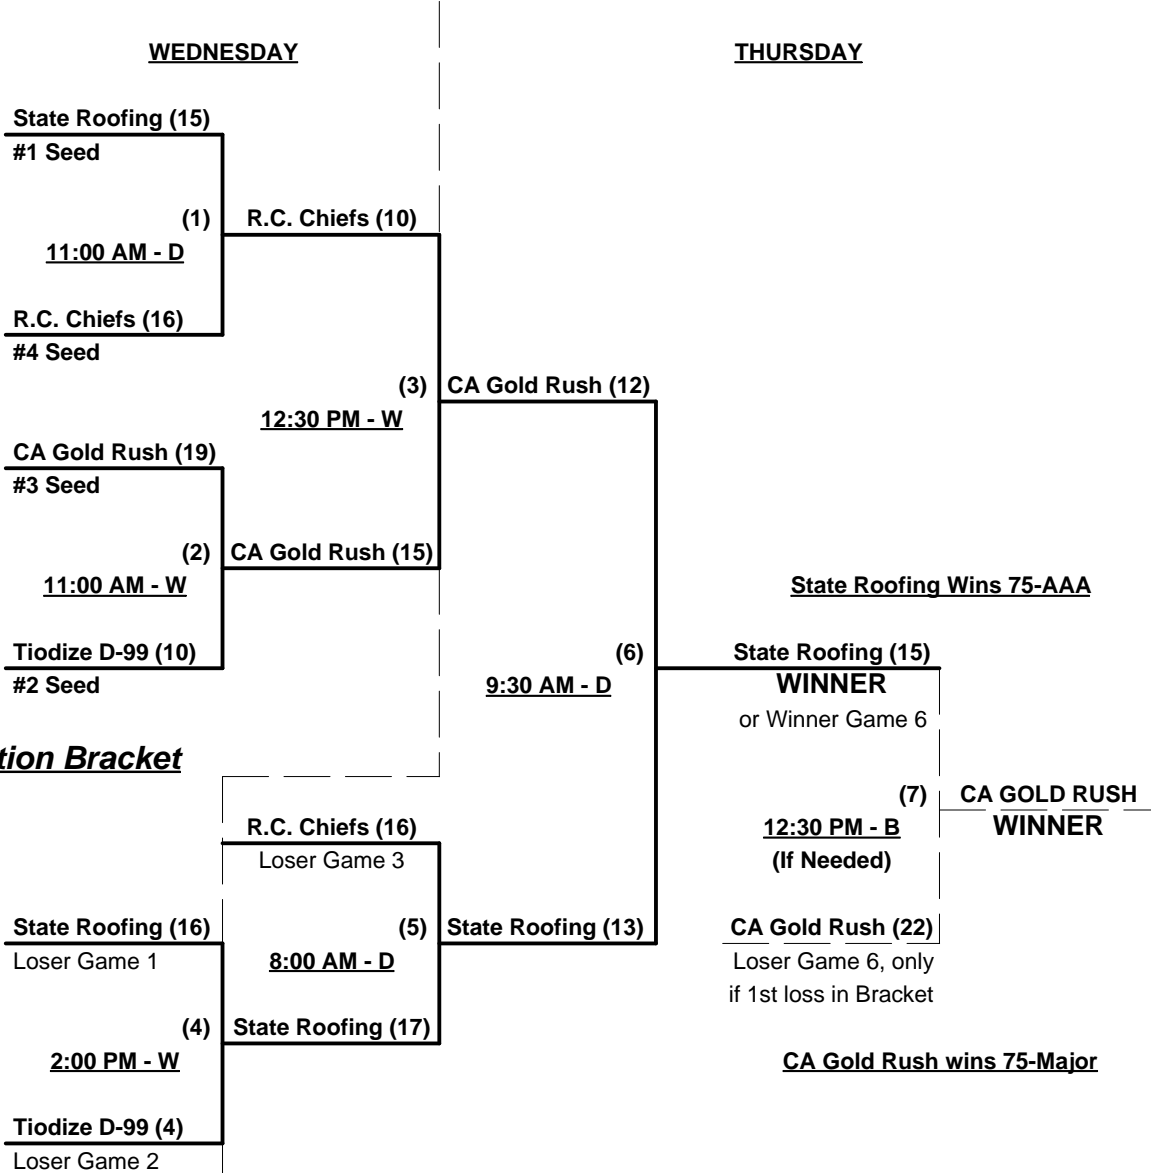 WEDNESDAY
THURSDAY
State Roofing (15)
#1 Seed
(1)
R.C. Chiefs (10)
11:00 AM - D
R.C. Chiefs (16)
#4 Seed
(3)
CA Gold Rush (12)
12:30 PM - W
CA Gold Rush (19)
#3 Seed
(2)
CA Gold Rush (15)
11:00 AM - W
State Roofing Wins 75-AAA
Tiodize D-99 (10)
#2 Seed
(6)
9:30 AM - D
State Roofing (15)
WINNER
or Winner Game 6
tion Bracket
(7)
CA GOLD RUSH
12:30 PM - B
WINNER
(If Needed)
R.C. Chiefs (16)
Loser Game 3
State Roofing (16)
Loser Game 1
(5)
State Roofing (13)
8:00 AM - D
CA Gold Rush (22)
Loser Game 6, only
if 1st loss in Bracket
(4)
State Roofing (17)
2:00 PM - W
CA Gold Rush wins 75-Major
Tiodize D-99 (4)
Loser Game 2